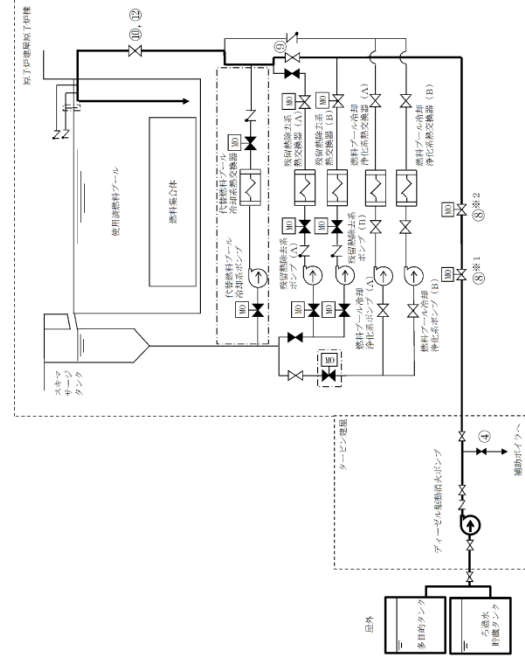 原子炉建屋原子炉棟
⑩,⑫
使用済燃料プール
燃料集合体
スキマ
サージ
タンク
代替燃料プール
冷却系熱交換器
代替燃料プール
冷却系ポンプ
MO
MO
⑨
残留熱除去系
熱交換器 (A)
残留熱除去系
熱交換器 (B)
燃料プール冷却
浄化系熱交換器 (A)
燃料プール冷却
浄化系熱交換器 (B)
MO
MO
MO
MO
残留熱除去系
ポンプ (A)
残留熱除去系
ポンプ (B)
MO
MO
燃料プール冷却
浄化系ポンプ (A)
燃料プール冷却
浄化系ポンプ (B)
MO
MO
⑧※2
MO
⑧※1
タービン建屋
ディーゼル駆動消火ポンプ
④
補助ボイラへ
屋外
多目的タンク
ろ過水
貯蔵タンク